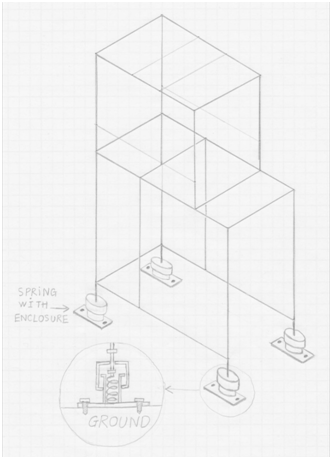 SPRiNG
WiTH
ENCLOSURE
GROUND